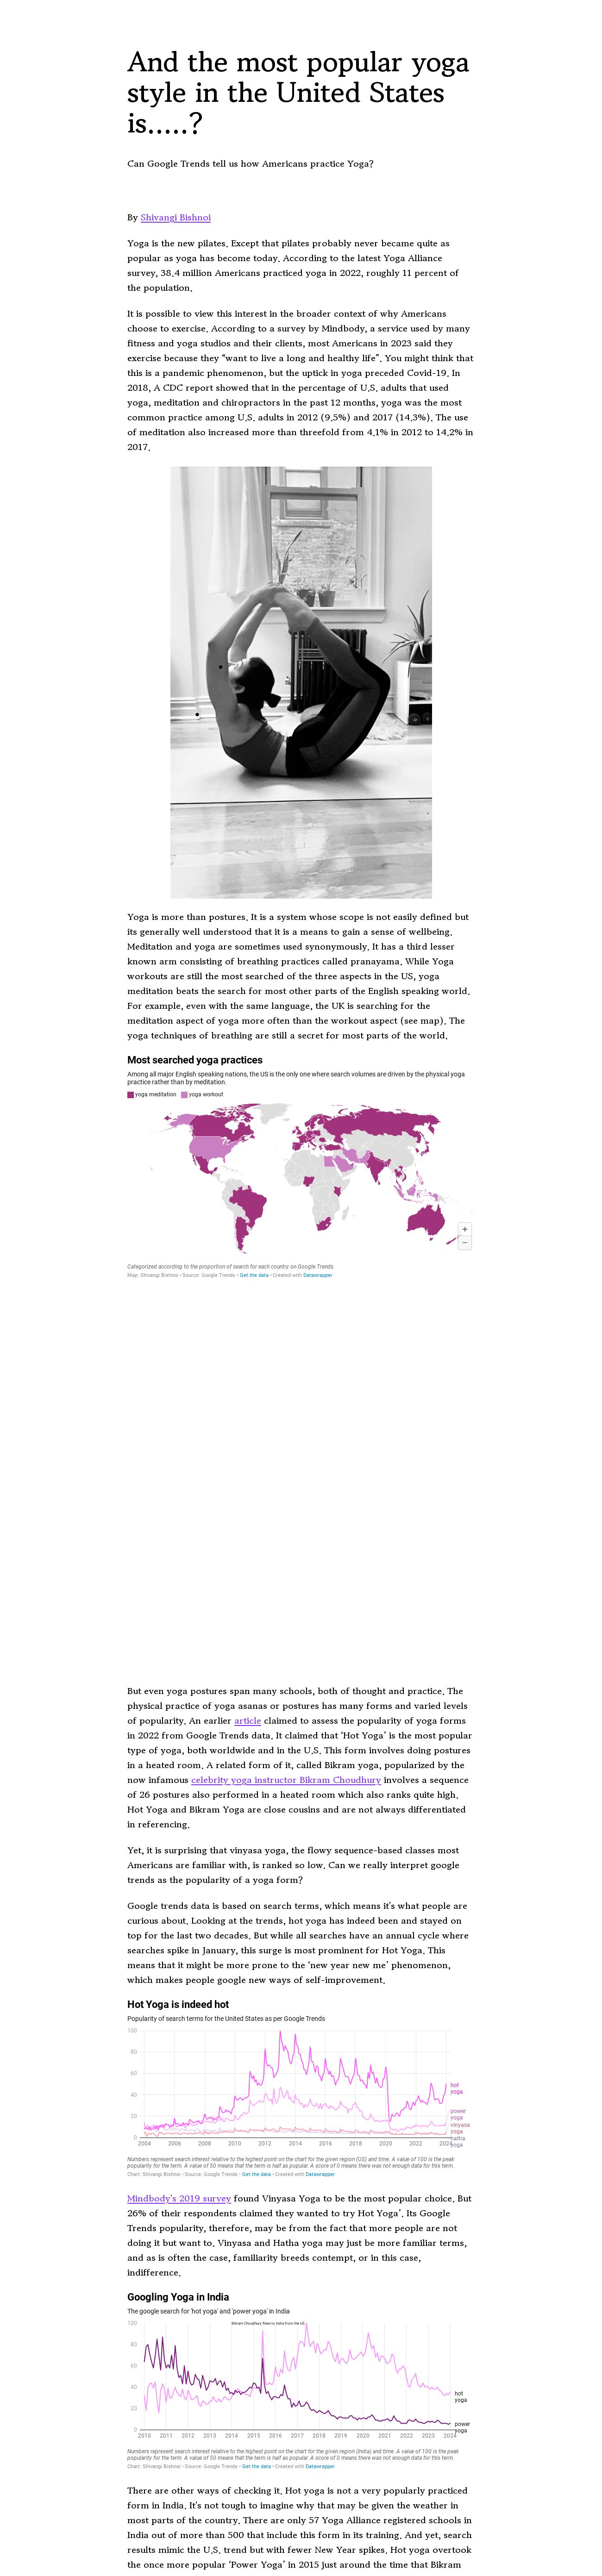 And the most popular yoga
style in the United States
is.....?
Can Google Trends tell us how Americans practice Yoga?
By Shivangi Bishnoi
Yoga is the new pilates. Except that pilates probably never became quite as
popular as yoga has become today. According to the latest Yoga Alliance
survey, 38.4 million Americans practiced yoga in 2022, roughly 11 percent of
the population.
It is possible to view this interest in the broader context of why Americans
choose to exercise. According to a survey by Mindbody, a service used by many
fitness and yoga studios and their clients, most Americans in 2023 said they
exercise because they “want to live a long and healthy life”. You might think that
this is a pandemic phenomenon, but the uptick in yoga preceded Covid-19. In
2018, A CDC report showed that in the percentage of U.S. adults that used
yoga, meditation and chiropractors in the past 12 months, yoga was the most
common practice among U.S. adults in 2012 (9.5%) and 2017 (14.3%). The use
of meditation also increased more than threefold from 4.1% in 2012 to 14.2% in
2017.
Yoga is more than postures. It is a system whose scope is not easily defined but
its generally well understood that it is a means to gain a sense of wellbeing.
Meditation and yoga are sometimes used synonymously. It has a third lesser
known arm consisting of breathing practices called pranayama. While Yoga
workouts are still the most searched of the three aspects in the US, yoga
meditation beats the search for most other parts of the English speaking world.
For example, even with the same language, the UK is searching for the
meditation aspect of yoga more often than the workout aspect (see map). The
yoga techniques of breathing are still a secret for most parts of the world.
Most searched yoga practices
Among all major English speaking nations, the US is the only one where search volumes are driven by the physical yoga
practice rather than by meditation.
yoga meditation yoga workout
+
−
Categorized according to the proportion of search for each country on Google Trends.
Map: Shivangi Bishnoi • Source: Google Trends • Get the data • Created with Datawrapper
But even yoga postures span many schools, both of thought and practice. The
physical practice of yoga asanas or postures has many forms and varied levels
of popularity. An earlier article claimed to assess the popularity of yoga forms
in 2022 from Google Trends data. It claimed that ‘Hot Yoga’ is the most popular
type of yoga, both worldwide and in the U.S. This form involves doing postures
in a heated room. A related form of it, called Bikram yoga, popularized by the
now infamous celebrity yoga instructor Bikram Choudhury involves a sequence
of 26 postures also performed in a heated room which also ranks quite high.
Hot Yoga and Bikram Yoga are close cousins and are not always differentiated
in referencing.
Yet, it is surprising that vinyasa yoga, the flowy sequence-based classes most
Americans are familiar with, is ranked so low. Can we really interpret google
trends as the popularity of a yoga form?
Google trends data is based on search terms, which means it's what people are
curious about. Looking at the trends, hot yoga has indeed been and stayed on
top for the last two decades. But while all searches have an annual cycle where
searches spike in January, this surge is most prominent for Hot Yoga. This
means that it might be more prone to the ‘new year new me’ phenomenon,
which makes people google new ways of self-improvement.
Hot Yoga is indeed hot
Popularity of search terms for the United States as per Google Trends
100
80
60
40
20
0
hot
yoga
power
yoga
vinyasa
yoga
hatha
yoga
2004 2006 2008 2010 2012 2014 2016 2018 2020 2022 2024
Numbers represent search interest relative to the highest point on the chart for the given region (US) and time. A value of 100 is the peak
popularity for the term. A value of 50 means that the term is half as popular. A score of 0 means there was not enough data for this term.
Chart: Shivangi Bishnoi • Source: Google Trends • Get the data • Created with Datawrapper
Mindbody's 2019 survey found Vinyasa Yoga to be the most popular choice. But
26% of their respondents claimed they wanted to try Hot Yoga’. Its Google
Trends popularity, therefore, may be from the fact that more people are not
doing it but want to. Vinyasa and Hatha yoga may just be more familiar terms,
and as is often the case, familiarity breeds contempt, or in this case,
indifference.
Googling Yoga in India
The google search for 'hot yoga' and 'power yoga' in India
100
Bikram Choudhury flees to India from the US
80
60
40
20
0
hot
yoga
power
yoga
2010 2011 2012 2013 2014 2015 2016 2017 2018 2019 2020 2021 2022 2023 2024
Numbers represent search interest relative to the highest point on the chart for the given region (India) and time. A value of 100 is the peak
popularity for the term. A value of 50 means that the term is half as popular. A score of 0 means there was not enough data for this term.
Chart: Shivangi Bishnoi • Source: Google Trends • Get the data • Created with Datawrapper
There are other ways of checking it. Hot yoga is not a very popularly practiced
form in India. It's not tough to imagine why that may be given the weather in
most parts of the country. There are only 57 Yoga Alliance registered schools in
India out of more than 500 that include this form in its training. And yet, search
results mimic the U.S. trend but with fewer New Year spikes. Hot yoga overtook
the once more popular ‘Power Yoga’ in 2015 just around the time that Bikram